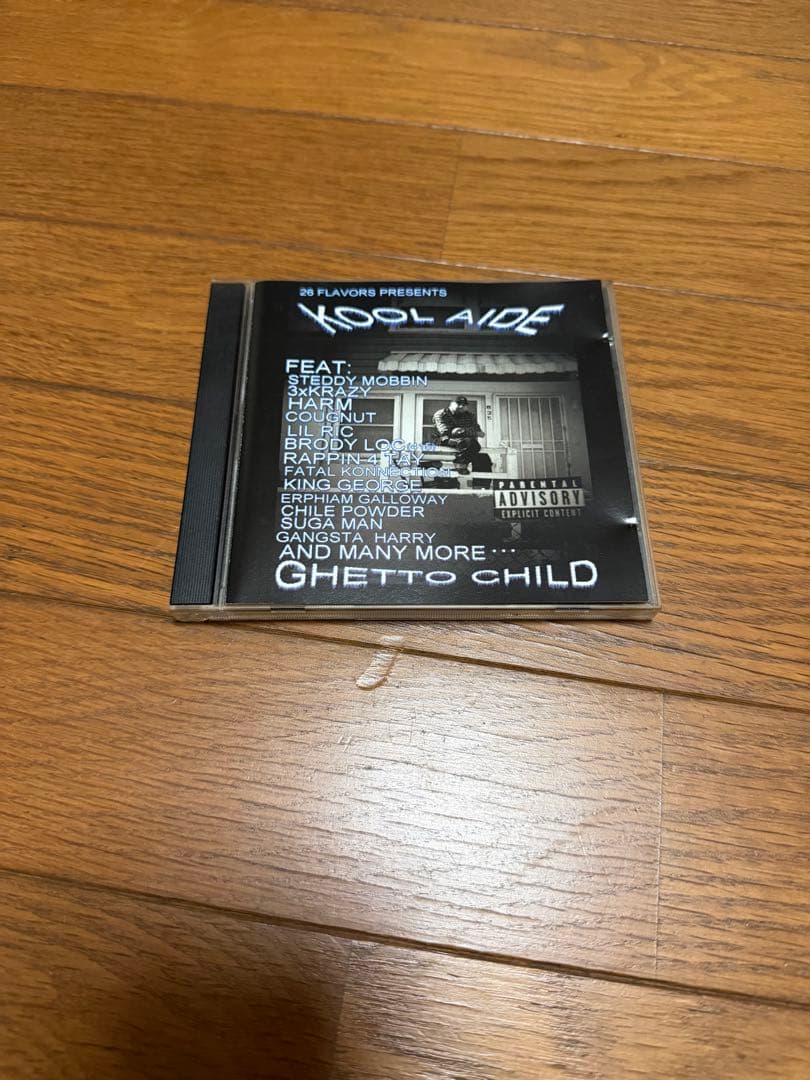 26 FLAVORS PRESENTS
KOOL AIDE
FEAT:
STEDDY MOBBIN
3xKRAZY
HARM
COUGNUT
LIL RIC
BRODY LOC
RAPPIN 4 TAY
FATAL KONNECTION
KING GEORGE
ERPHIAM GALLOWAY
CHILE POWDER
SUGA MAN
GANGSTA HARRY
AND MANY MORE...
GHETTO CHILD
PARENTAL
ADVISORY
EXPLICIT CONTENT